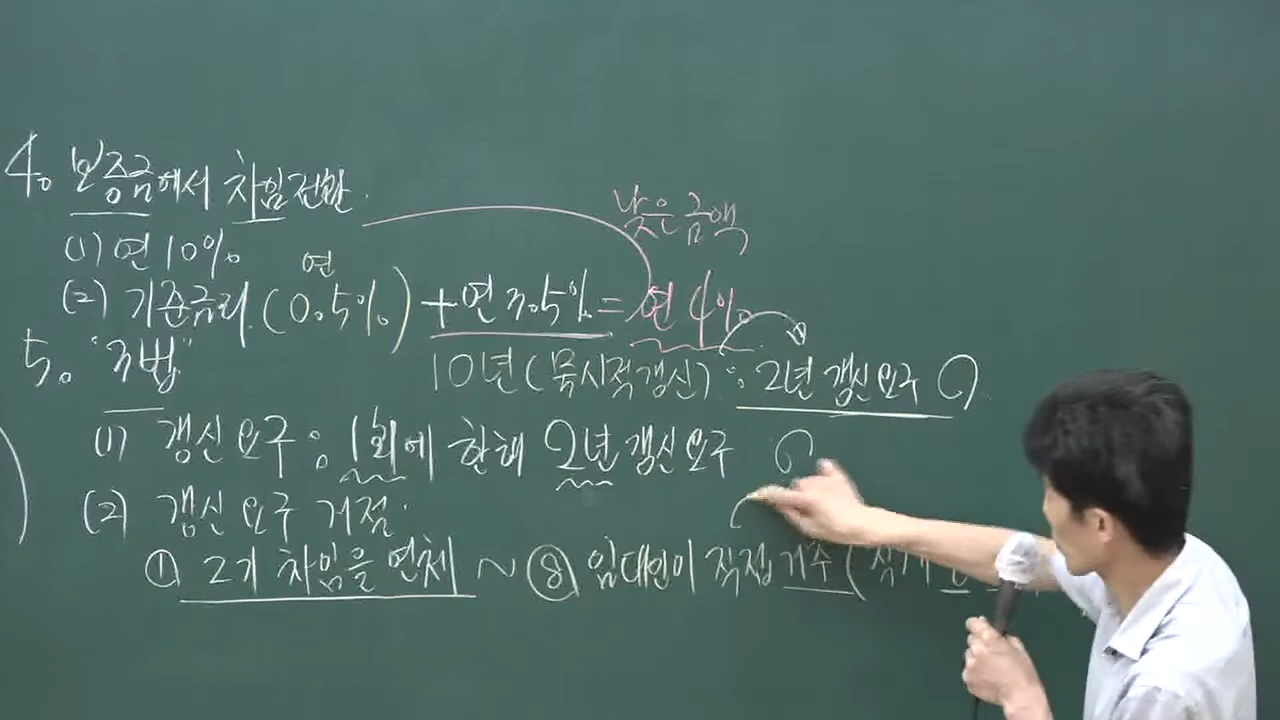 4. 보증금에서 차임전환.
낮은금액
(1) 연 10%
연
(2) 기준금리 (0.5%) + 연 3.5% = 연 4%
5. "주법"
10년(묵시적갱신) : 2년 갱신요구
(1) 갱신요구 : 1회에 한해 2년 갱신요구
(2) 갱신요구 거절.
① 2기 차임을 연체 ~ ⑧ 임대인이 직접 거주 (